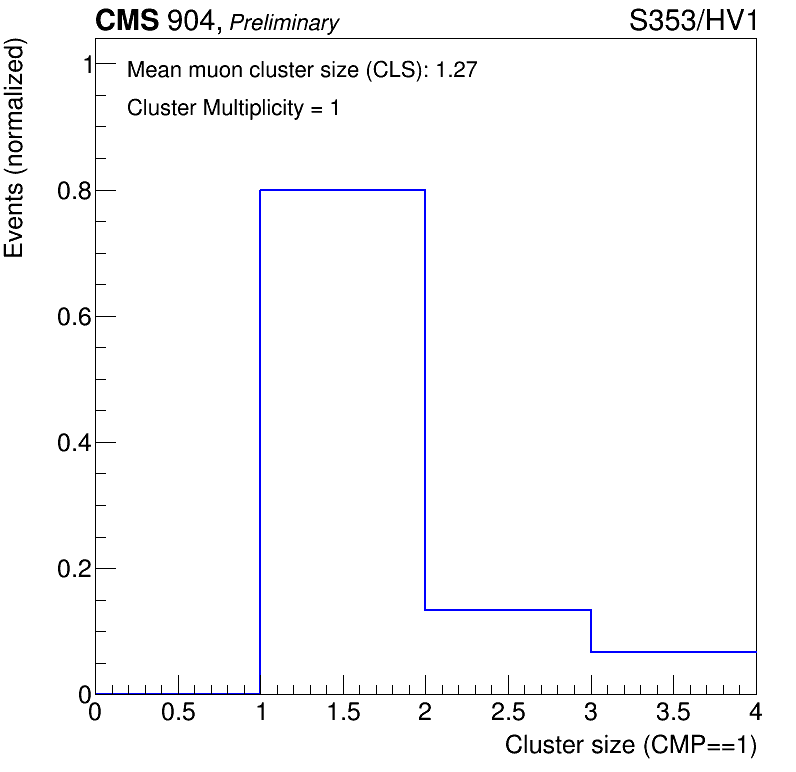 CMS 904, Preliminary S353/HV1
Mean muon cluster size (CLS): 1.27
Cluster Multiplicity = 1
Events (normalized)
1
0.8
0.6
0.4
0.2
0
0 0.5 1 1.5 2 2.5 3 3.5 4
Cluster size (CMP==1)